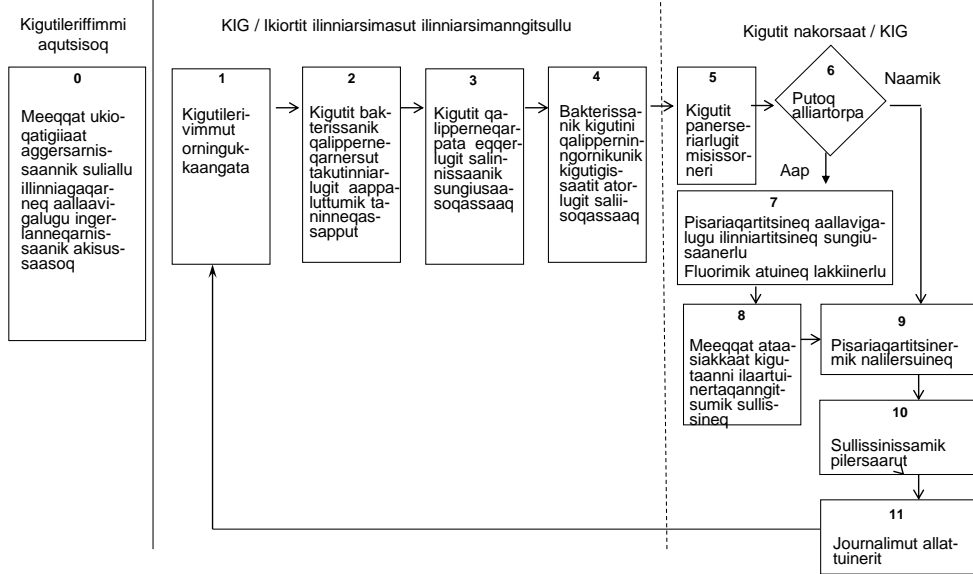 Kigutileriffimmi
aqutsisoq
KIG / Ikiortit ilinniarsimasut ilinniarsimanngitsullu
Kigutit nakorsaat / KIG
0
Meeqqat ukio-
qatigiiaat
aggersarnis-
saannik suliallu
illinniagaqar-
neq aallaavi-
galugu inger-
lanneqarnis-
saanik akisus-
saasoq
1
Kigutileri-
vimmut
orninguk-
kaangata
2
Kigutit bak-
terissanik
qalipperne-
qarnersut
takutinniar-
lugit aappa-
luttumik ta-
ninneqas-
sapput
3
Kigutit qa-
lipperneqar-
pata eqqer-
lugit salin-
nissaanik
sungiusaa-
soqassaaq
4
Bakterissa-
nik kigutini
qalippernin-
ngornikunik
kigutigis-
saatit ator-
lugit salii-
soqassaaq
5
Kigutit
panerse-
riarlugit
misissor-
neri
6
Putoq
alliartorpa
Naamik
Aap
7
Pisariaqartitsineq aallaviga-
lugu ilinniartitsineq sungiu-
saanerlu
Fluorimik atuineq lakkiinerlu
8
Meeqqat ataa-
siakkaat kigu-
taanni ilaartui-
nertaqanngit-
sumik sullis-
sineq
9
Pisariaqartitsiner-
mik nalilersuineq
10
Sullissinissamik
pilersaarut
11
Journalimut allat-
tuinerit